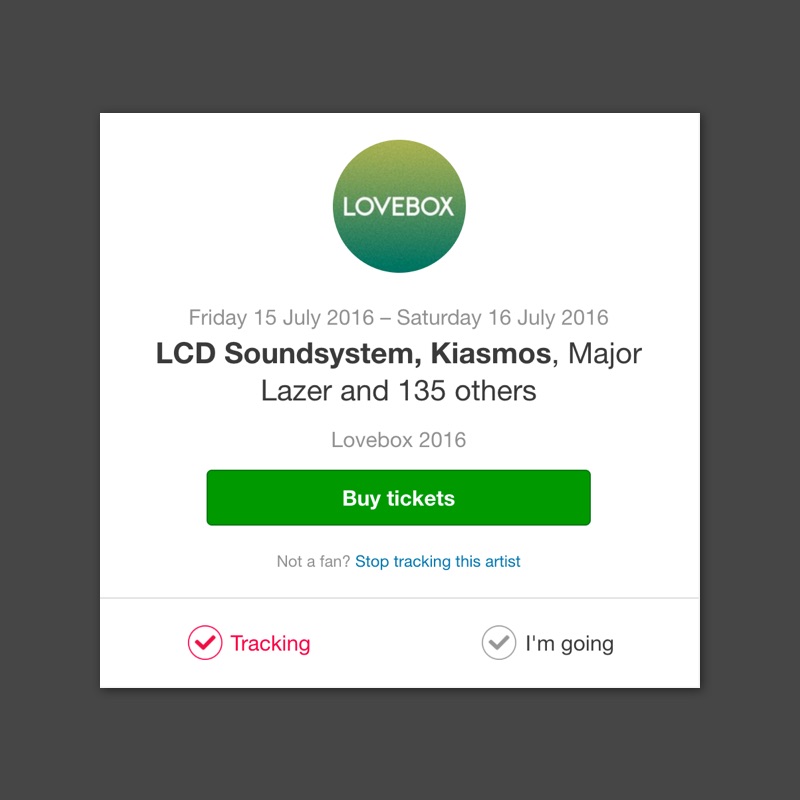 LOVEBOX
Friday 15 July 2016 – Saturday 16 July 2016
LCD Soundsystem, Kiasmos, Major
Lazer and 135 others
Lovebox 2016
Buy tickets
Not a fan? Stop tracking this artist
Tracking
I'm going